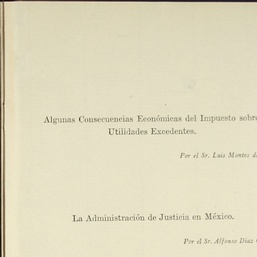 Algunas Consecuencias Económicas del Impuesto sobre
Utilidades Excedentes.
Por el Sr. Luis Montes d
La Administración de Justicia en México.
Por el Sr. Alfonso Díaz